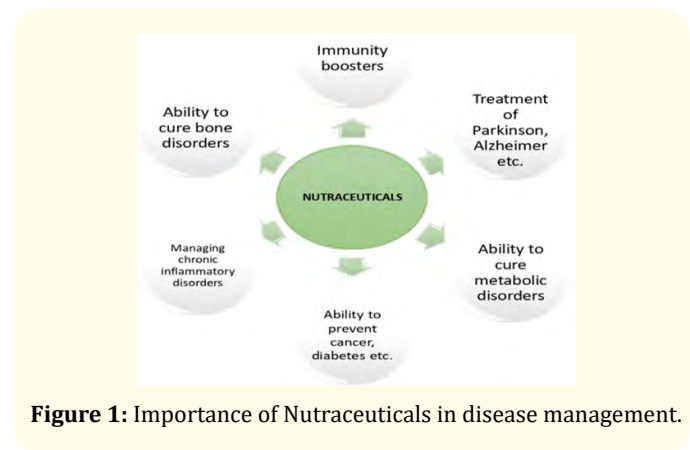 Immunity
boosters
Treatment
of
Parkinson,
Alzheimer
etc.
Ability to
cure
metabolic
disorders
Ability to
prevent
cancer,
diabetes etc.
Managing
chronic
inflammatory
disorders
Ability to
cure bone
disorders
NUTRACEUTICALS
Figure 1: Importance of Nutraceuticals in disease management.